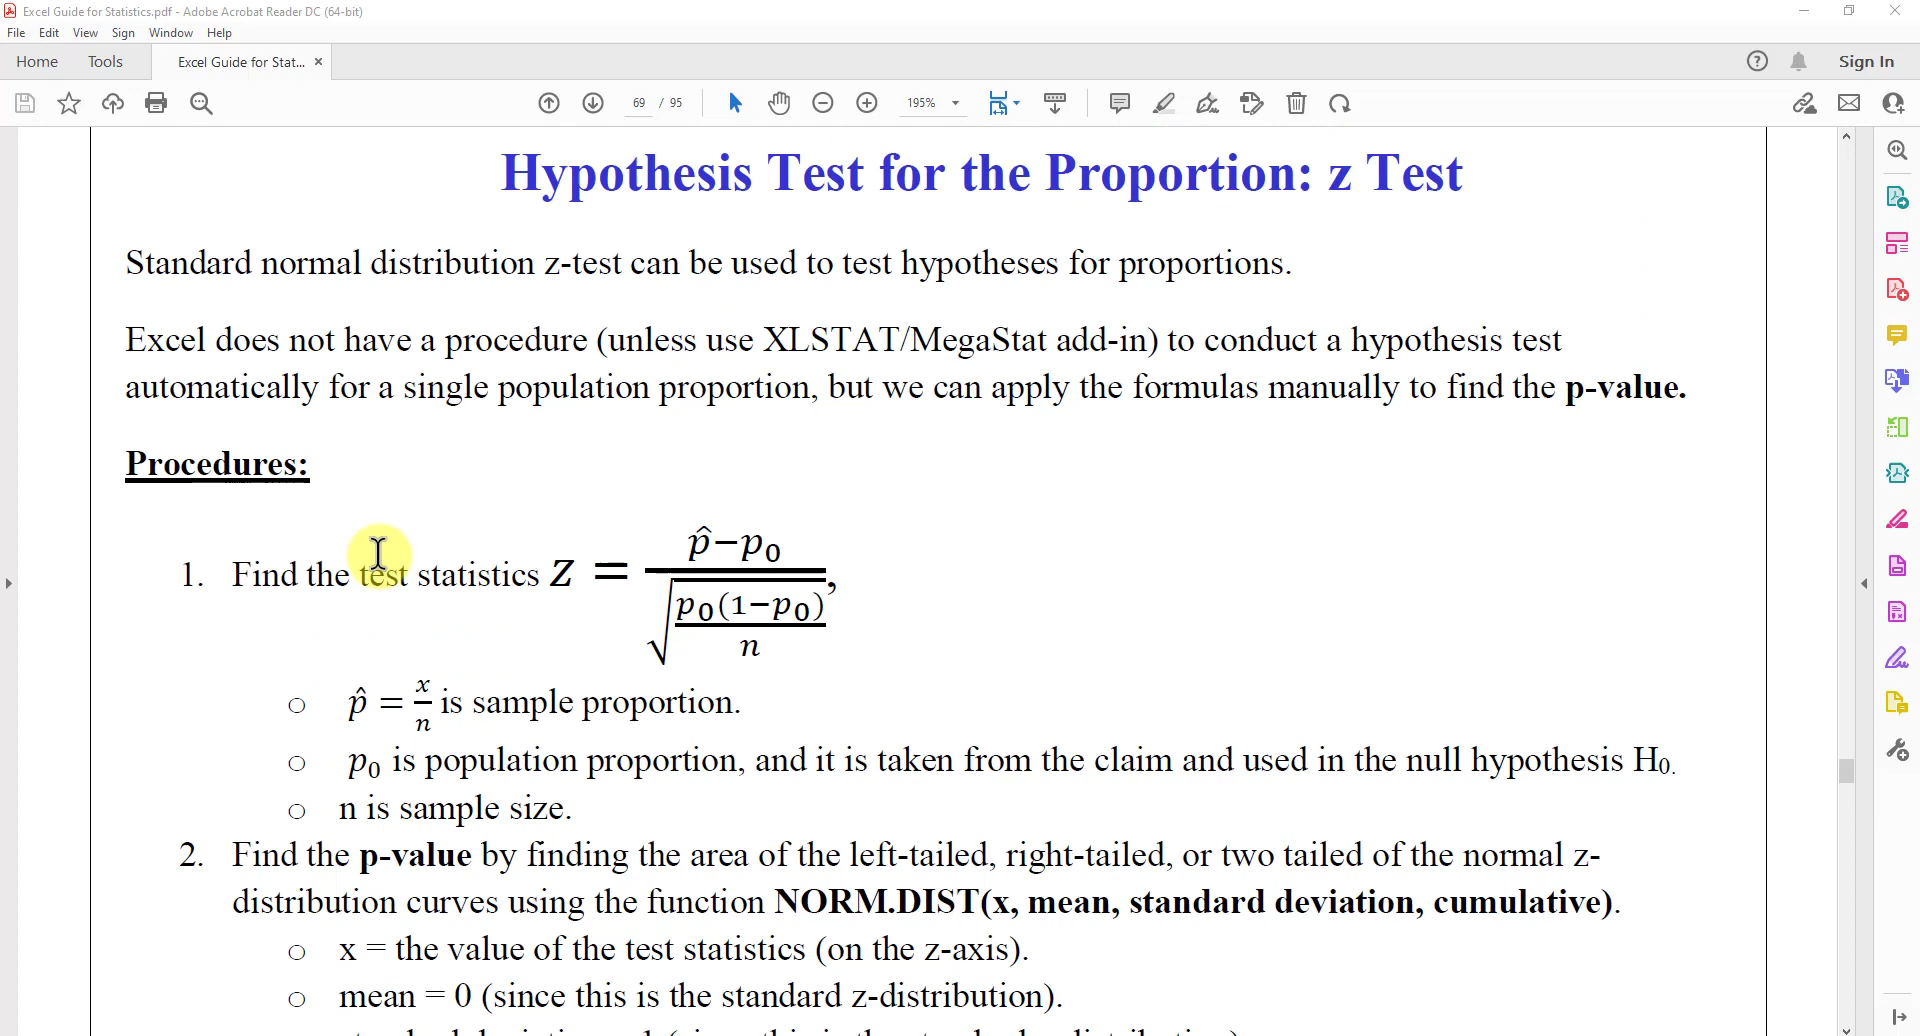 Excel Guide for Statistics.pdf - Adobe Acrobat Reader DC (64-bit)
File Edit View Sign Window Help
Home Tools Excel Guide for Stat... × Sign In
69 / 95 195%
Hypothesis Test for the Proportion: z Test
Standard normal distribution z-test can be used to test hypotheses for proportions.
Excel does not have a procedure (unless use XLSTAT/MegaStat add-in) to conduct a hypothesis test
automatically for a single population proportion, but we can apply the formulas manually to find the p-value.
Procedures:
1. Find the test statistics z = (p̂−p₀)/√(p₀(1−p₀)/n),
○ p̂ = x/n is sample proportion.
○ p₀ is population proportion, and it is taken from the claim and used in the null hypothesis H₀.
○ n is sample size.
2. Find the p-value by finding the area of the left-tailed, right-tailed, or two tailed of the normal z-
distribution curves using the function NORM.DIST(x, mean, standard deviation, cumulative).
○ x = the value of the test statistics (on the z-axis).
○ mean = 0 (since this is the standard z-distribution).